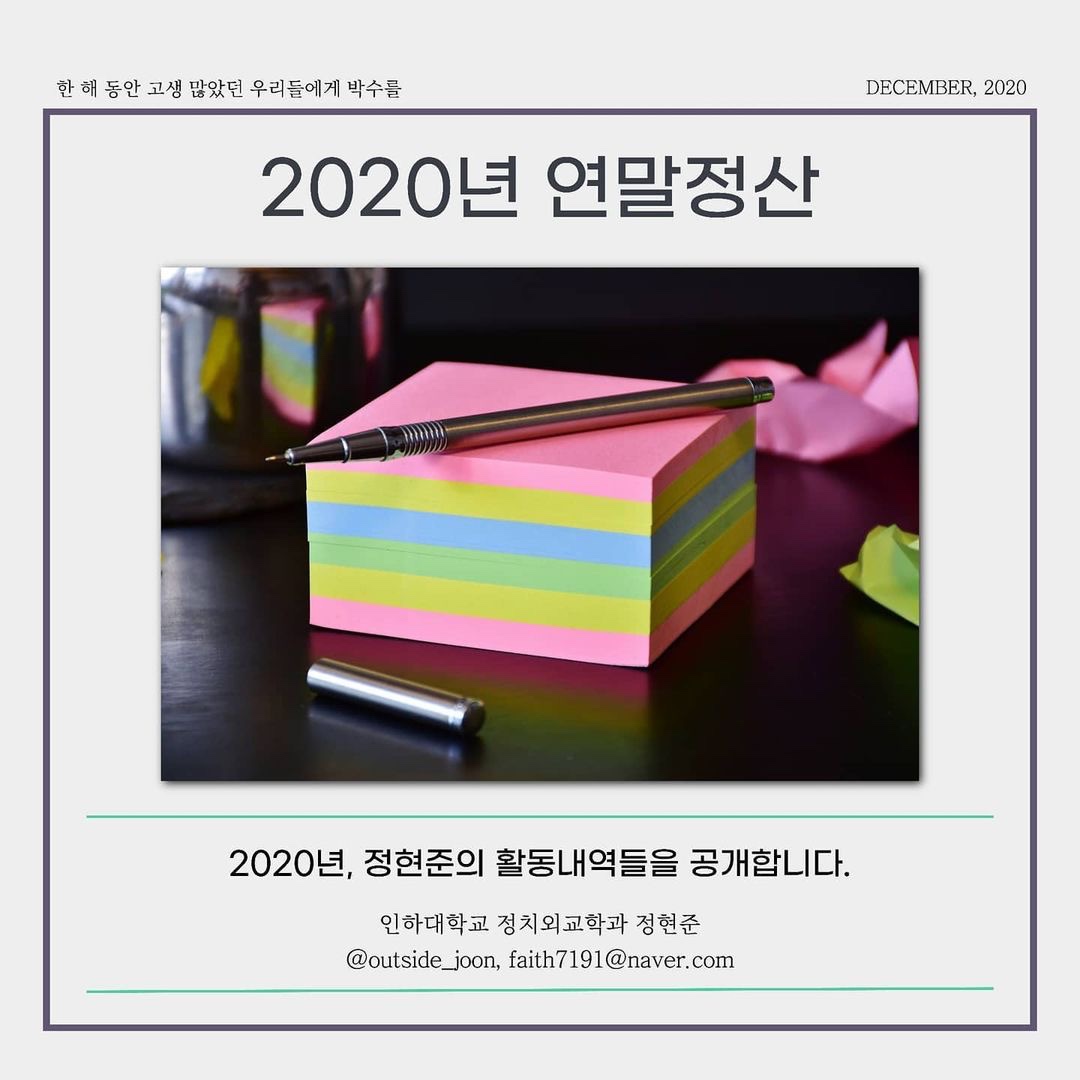 한 해 동안 고생 많았던 우리들에게 박수를
DECEMBER, 2020
2020년 연말정산
2020년, 정현준의 활동내역들을 공개합니다.
인하대학교 정치외교학과 정현준
@outside_joon, faith7191@naver.com